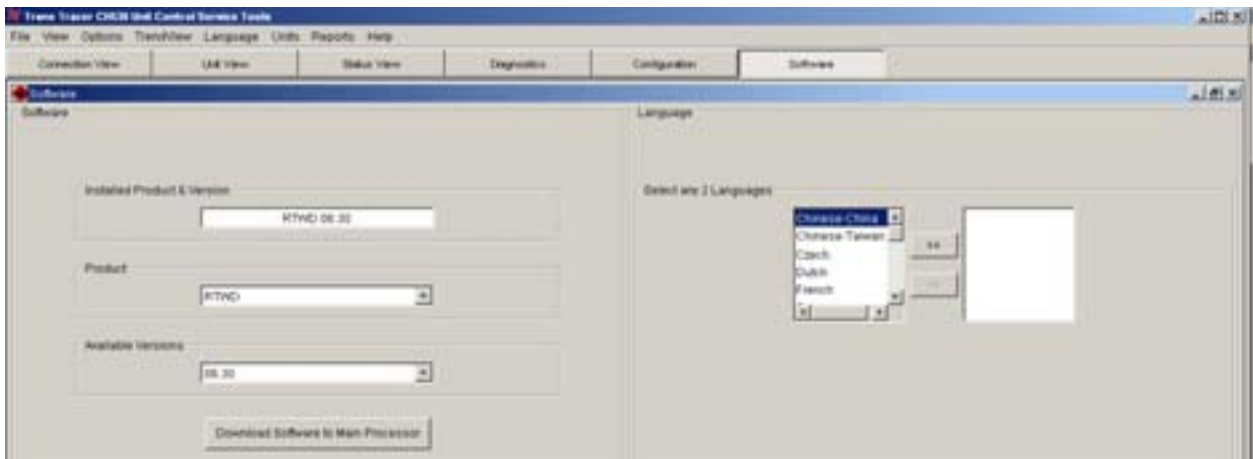 Trane Tracer CH530 Unit Control Service Tools
File View Options TrendView Language Units Reports Help
Connection View Unit View Status View Diagnostics Configuration Software
Software
Software
Language
Installed Product & Version
RTWD 06.30
Product
RTWD
Available Versions
06.30
Download Software to Main Processor
Select any 2 Languages
Chinese-China
Chinese-Taiwan
Czech
Dutch
French
>>